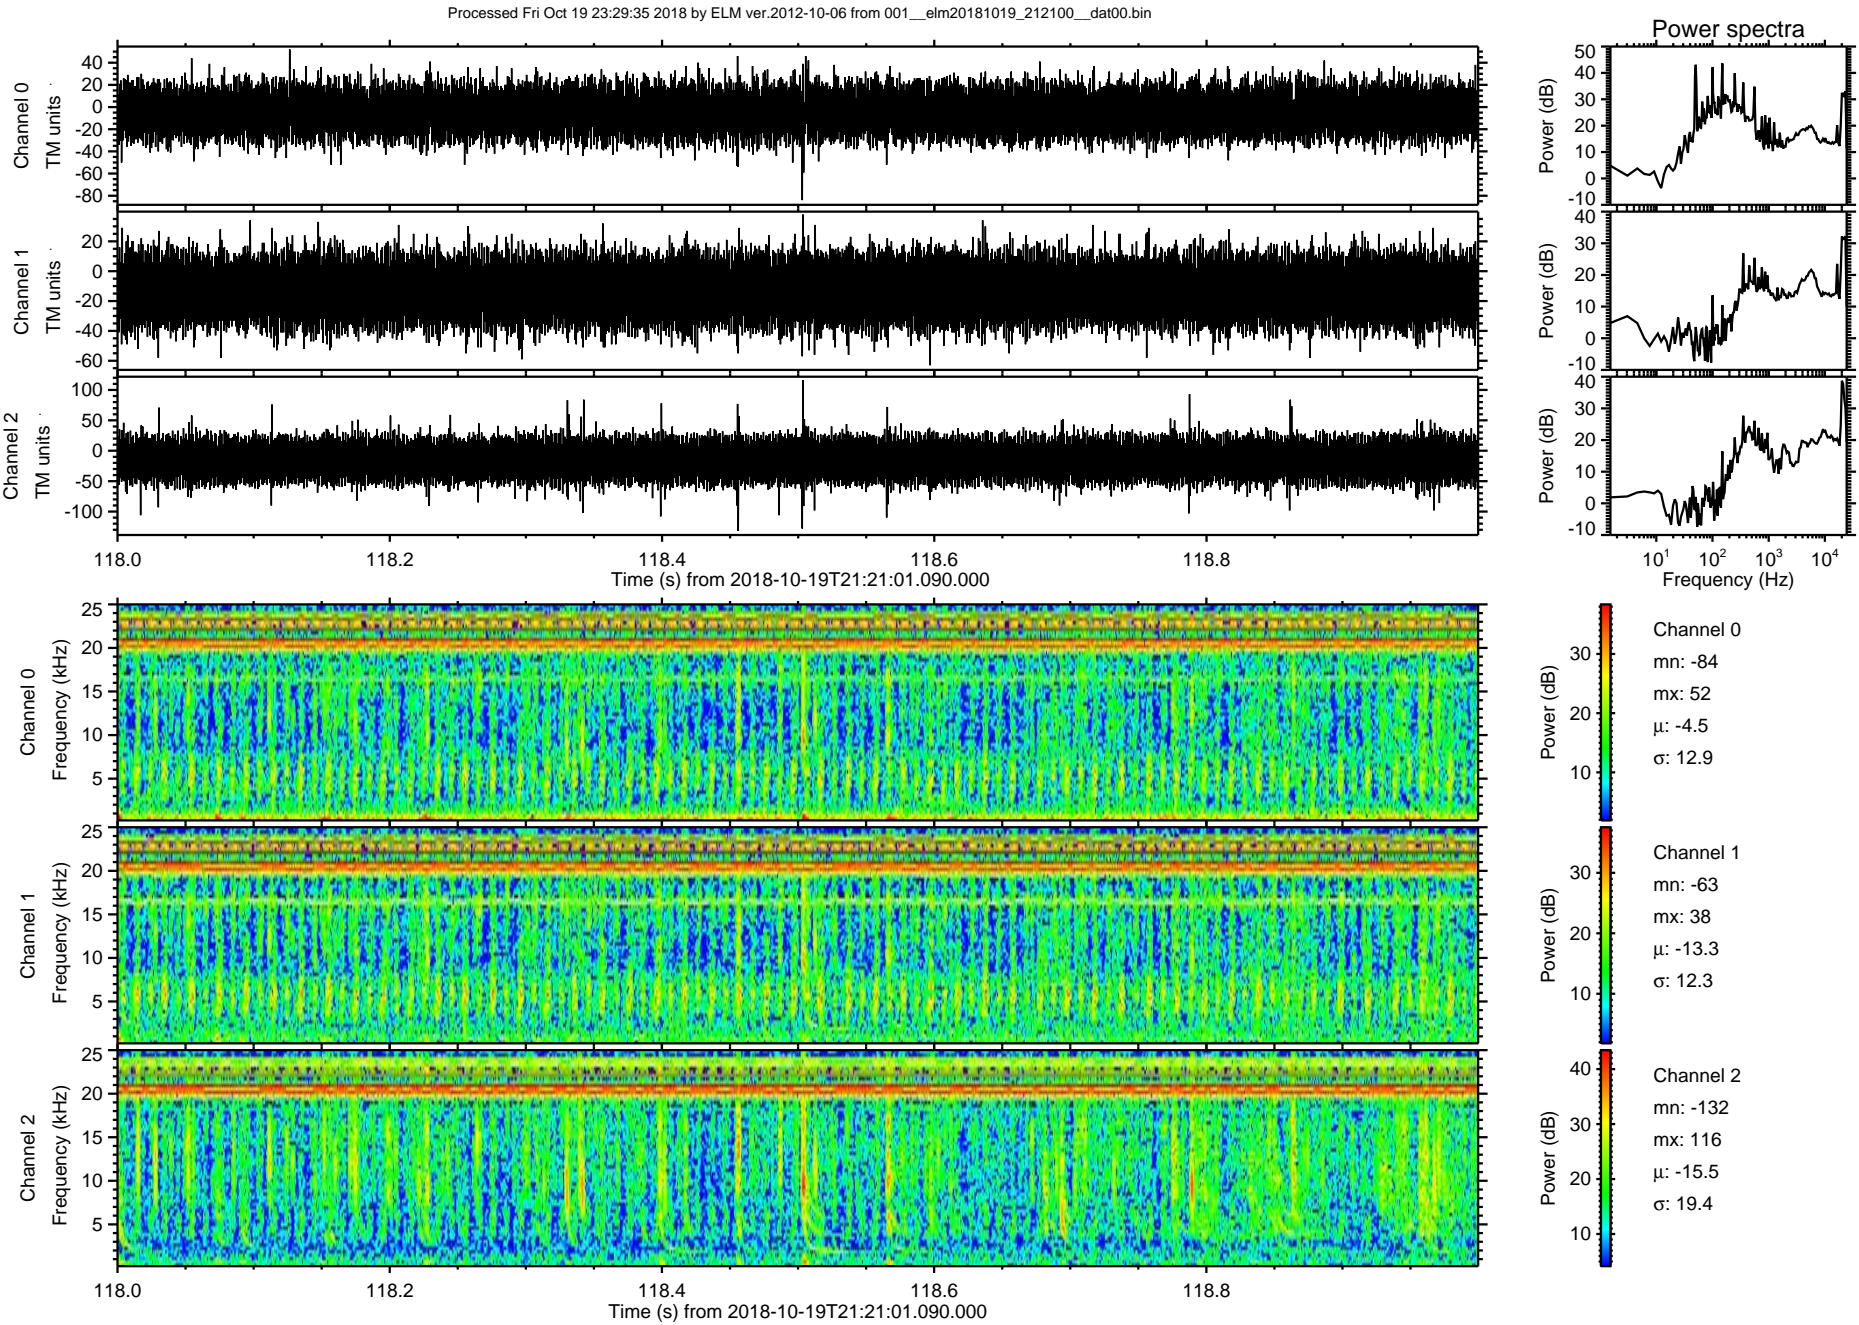 Processed Fri Oct 19 23:29:35 2018 by ELM ver.2012-10-06 from 001__elm20181019_212100__dat00.bin
Power spectra
Channel 0
TM units
40
20
0
-20
-40
-60
-80
Power (dB)
50
40
30
20
10
0
-10
Channel 1
TM units
20
0
-20
-40
-60
Power (dB)
40
30
20
10
0
-10
Channel 2
TM units
100
50
0
-50
-100
Power (dB)
40
30
20
10
0
-10
118.0 118.2 118.4 118.6 118.8
Time (s) from 2018-10-19T21:21:01.090.000
10^1 10^2 10^3 10^4
Frequency (Hz)
Channel 0
Frequency (kHz)
25
20
15
10
5
Power (dB)
30
20
10
Channel 0
mn: -84
mx: 52
μ: -4.5
σ: 12.9
Channel 1
Frequency (kHz)
25
20
15
10
5
Power (dB)
30
20
10
Channel 1
mn: -63
mx: 38
μ: -13.3
σ: 12.3
Channel 2
Frequency (kHz)
25
20
15
10
5
Power (dB)
40
30
20
10
Channel 2
mn: -132
mx: 116
μ: -15.5
σ: 19.4
118.0 118.2 118.4 118.6 118.8
Time (s) from 2018-10-19T21:21:01.090.000